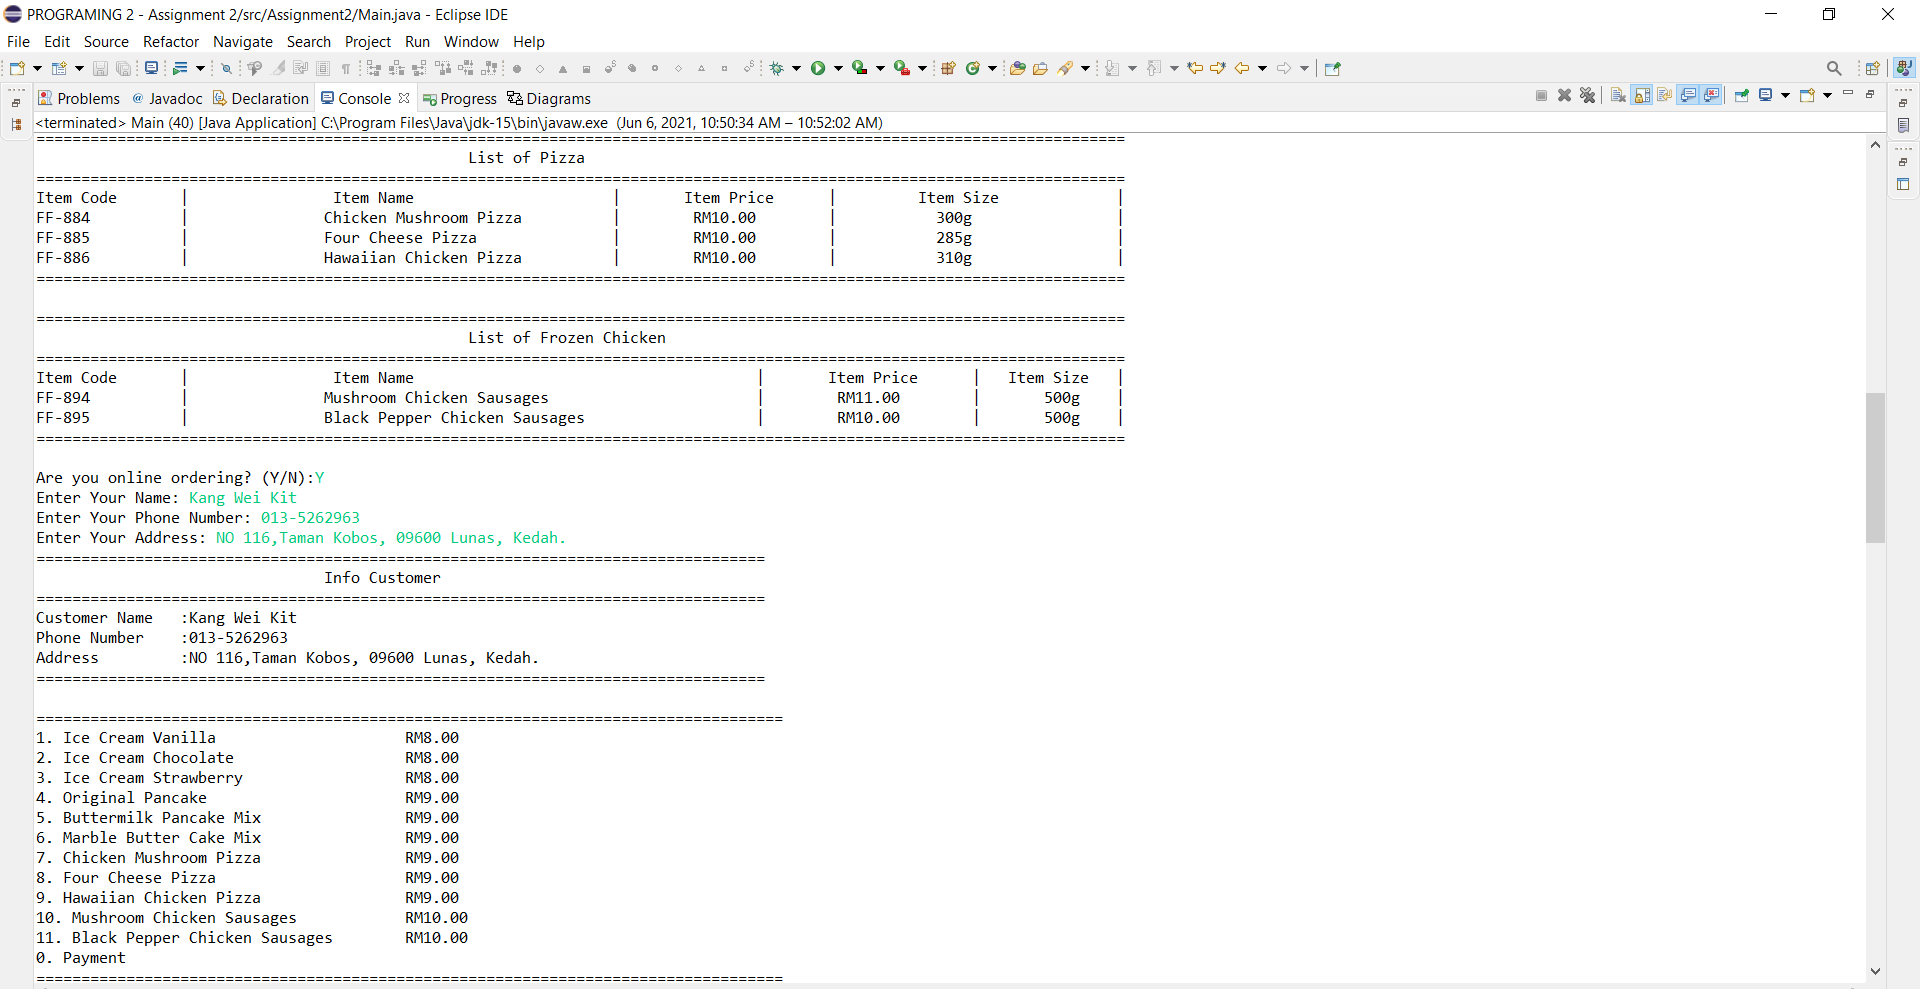 PROGRAMING 2 - Assignment 2/src/Assignment2/Main.java - Eclipse IDE
File Edit Source Refactor Navigate Search Project Run Window Help
Problems @ Javadoc Declaration Console Progress Diagrams
<terminated> Main (40) [Java Application] C:\Program Files\Java\jdk-15\bin\javaw.exe (Jun 6, 2021, 10:50:34 AM – 10:52:02 AM)
=========================================================================================================================
List of Pizza
=========================================================================================================================
Item Code | Item Name | Item Price | Item Size |
FF-884 | Chicken Mushroom Pizza | RM10.00 | 300g |
FF-885 | Four Cheese Pizza | RM10.00 | 285g |
FF-886 | Hawaiian Chicken Pizza | RM10.00 | 310g |
=========================================================================================================================
=========================================================================================================================
List of Frozen Chicken
=========================================================================================================================
Item Code | Item Name | Item Price | Item Size |
FF-894 | Mushroom Chicken Sausages | RM11.00 | 500g |
FF-895 | Black Pepper Chicken Sausages | RM10.00 | 500g |
=========================================================================================================================
Are you online ordering? (Y/N):Y
Enter Your Name: Kang Wei Kit
Enter Your Phone Number: 013-5262963
Enter Your Address: NO 116,Taman Kobos, 09600 Lunas, Kedah.
=================================================================================
Info Customer
=================================================================================
Customer Name :Kang Wei Kit
Phone Number :013-5262963
Address :NO 116,Taman Kobos, 09600 Lunas, Kedah.
=================================================================================
===================================================================================
1. Ice Cream Vanilla RM8.00
2. Ice Cream Chocolate RM8.00
3. Ice Cream Strawberry RM8.00
4. Original Pancake RM9.00
5. Buttermilk Pancake Mix RM9.00
6. Marble Butter Cake Mix RM9.00
7. Chicken Mushroom Pizza RM9.00
8. Four Cheese Pizza RM9.00
9. Hawaiian Chicken Pizza RM9.00
10. Mushroom Chicken Sausages RM10.00
11. Black Pepper Chicken Sausages RM10.00
0. Payment
===================================================================================